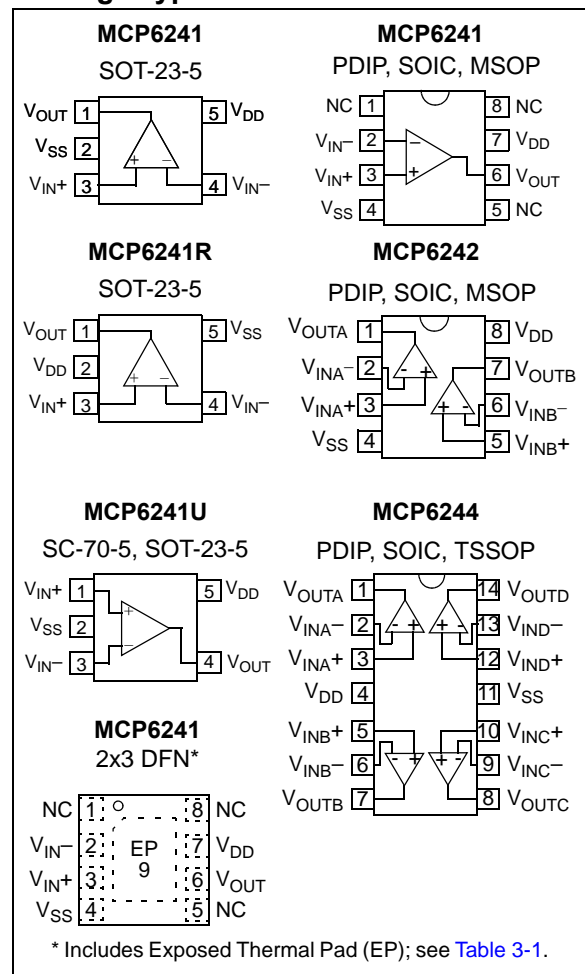 MCP6241
SOT-23-5
VOUT 1
5 VDD
VSS 2
VIN+ 3
+ –
4 VIN–
MCP6241
PDIP, SOIC, MSOP
NC 1
8 NC
VIN– 2
–
7 VDD
VIN+ 3
+
6 VOUT
VSS 4
5 NC
MCP6241R
SOT-23-5
VOUT 1
5 VSS
VDD 2
VIN+ 3
+ –
4 VIN–
MCP6242
PDIP, SOIC, MSOP
VOUTA 1
8 VDD
VINA– 2
- +
7 VOUTB
VINA+ 3
+ -
6 VINB–
VSS 4
5 VINB+
MCP6241U
SC-70-5, SOT-23-5
VIN+ 1
+
5 VDD
VSS 2
VIN– 3
–
4 VOUT
MCP6244
PDIP, SOIC, TSSOP
VOUTA 1
14 VOUTD
VINA– 2
- + + -
13 VIND–
VINA+ 3
12 VIND+
VDD 4
11 VSS
VINB+ 5
10 VINC+
VINB– 6
- + + -
9 VINC–
VOUTB 7
8 VOUTC
MCP6241
2x3 DFN*
NC 1
8 NC
VIN– 2
EP
7 VDD
VIN+ 3
9
6 VOUT
VSS 4
5 NC
* Includes Exposed Thermal Pad (EP); see Table 3-1.